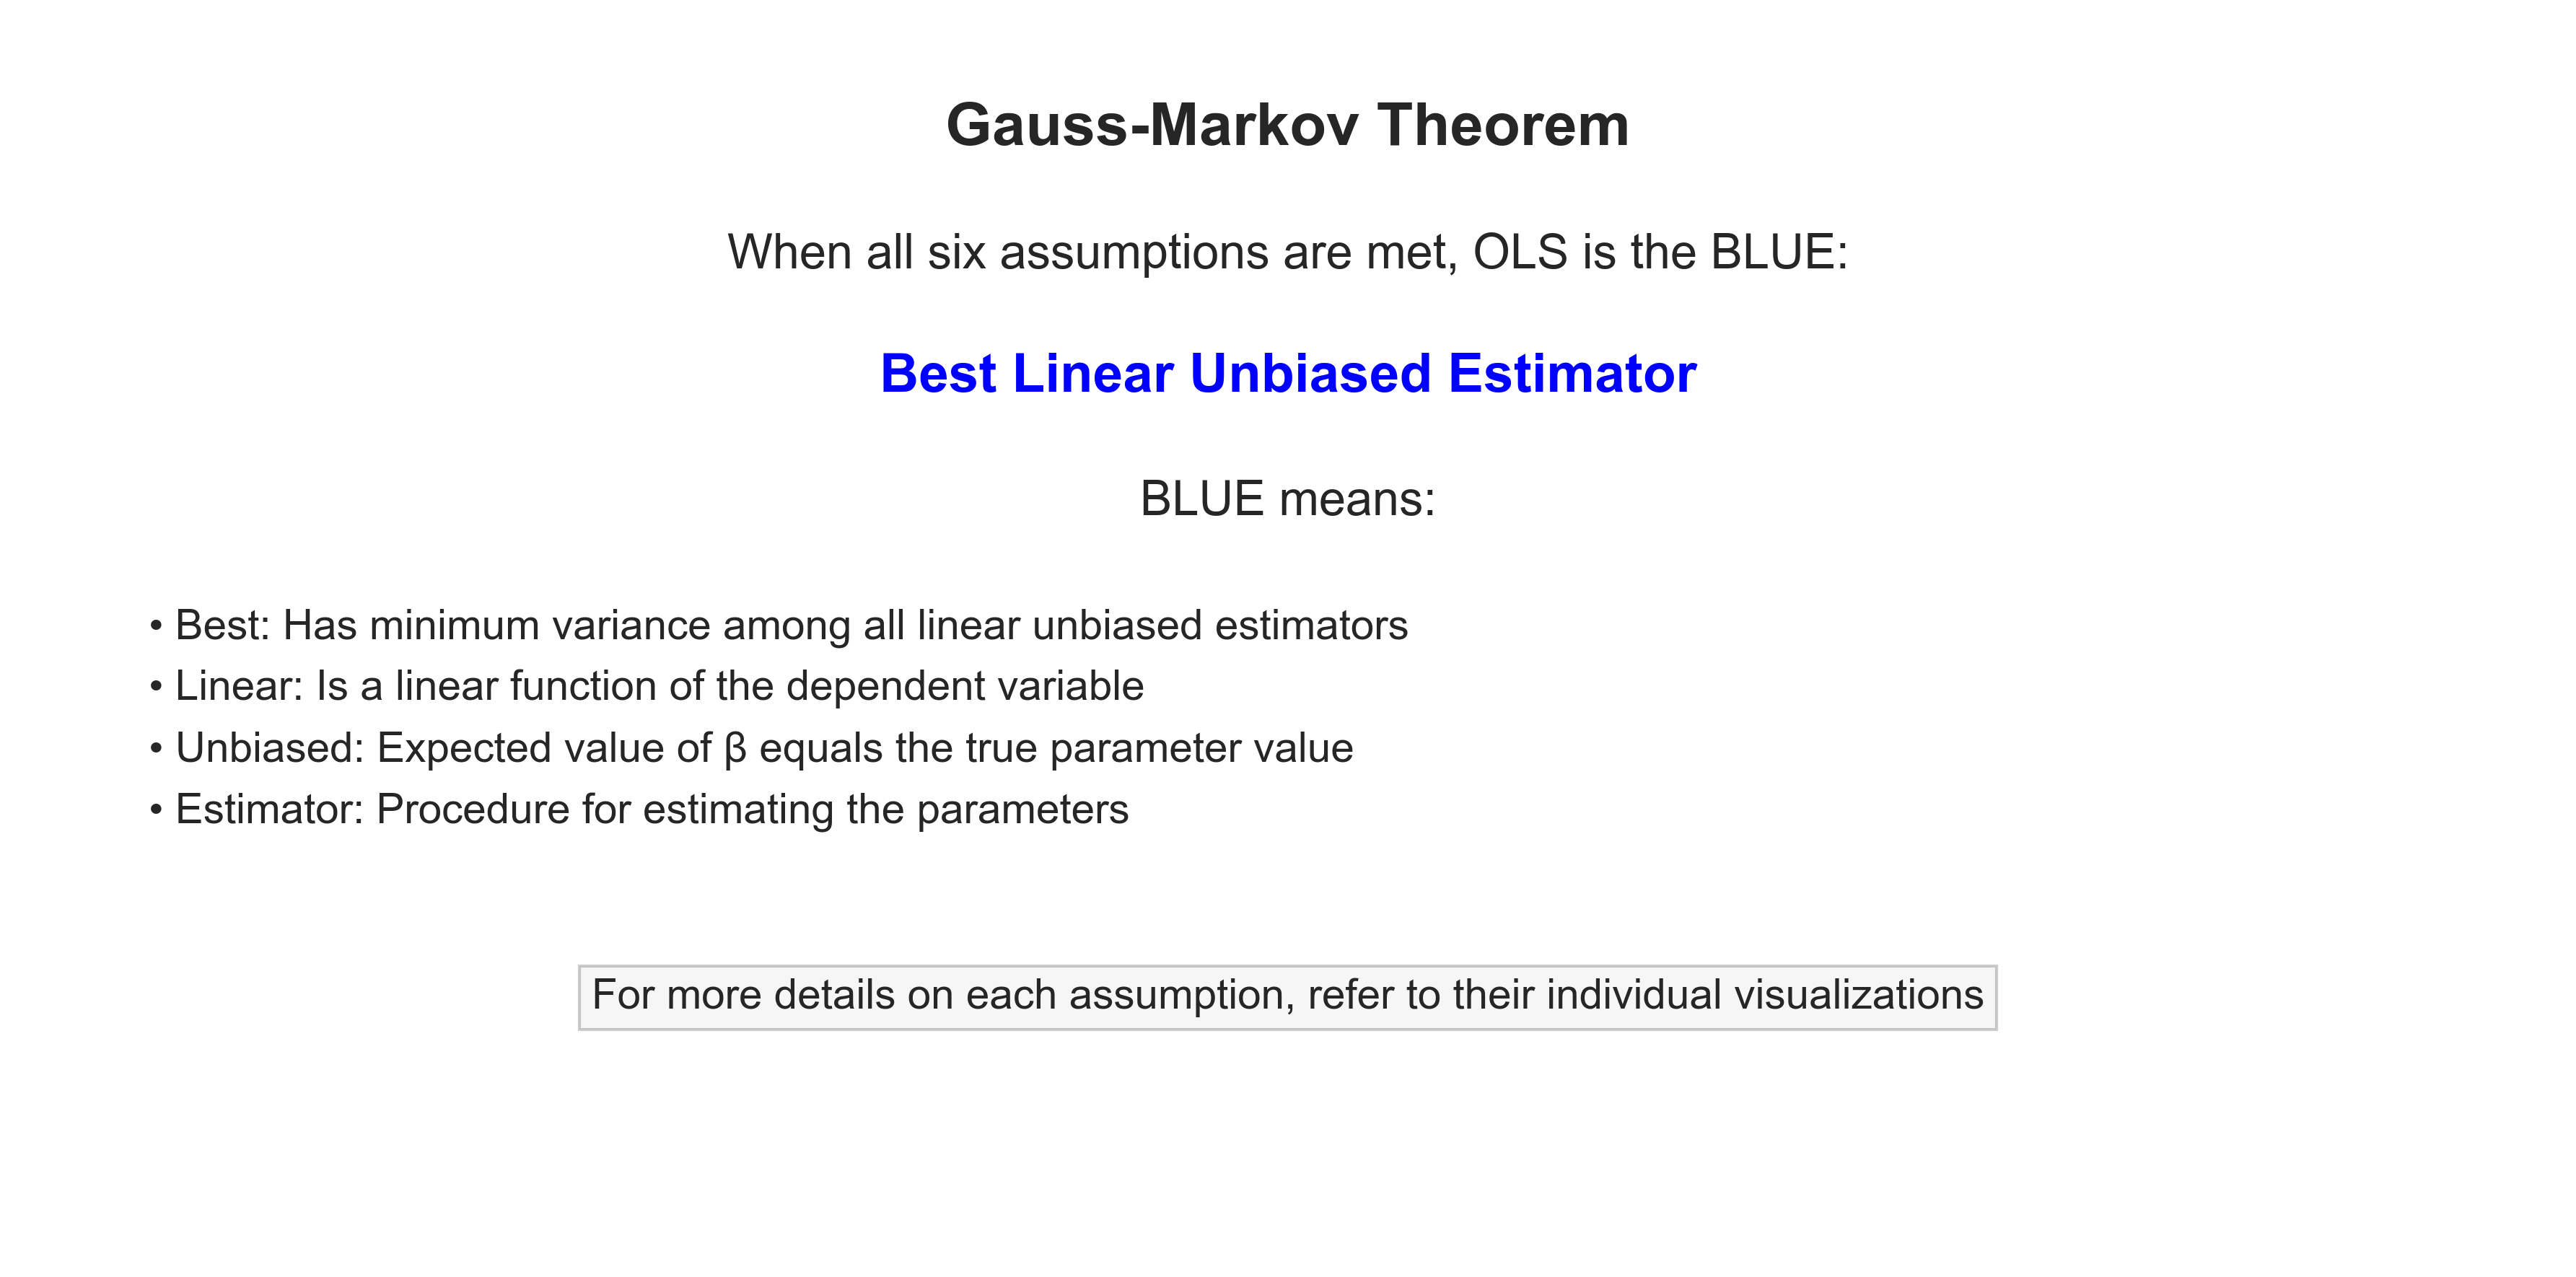 Gauss-Markov Theorem
When all six assumptions are met, OLS is the BLUE:
Best Linear Unbiased Estimator
BLUE means:
• Best: Has minimum variance among all linear unbiased estimators
• Linear: Is a linear function of the dependent variable
• Unbiased: Expected value of β equals the true parameter value
• Estimator: Procedure for estimating the parameters
For more details on each assumption, refer to their individual visualizations